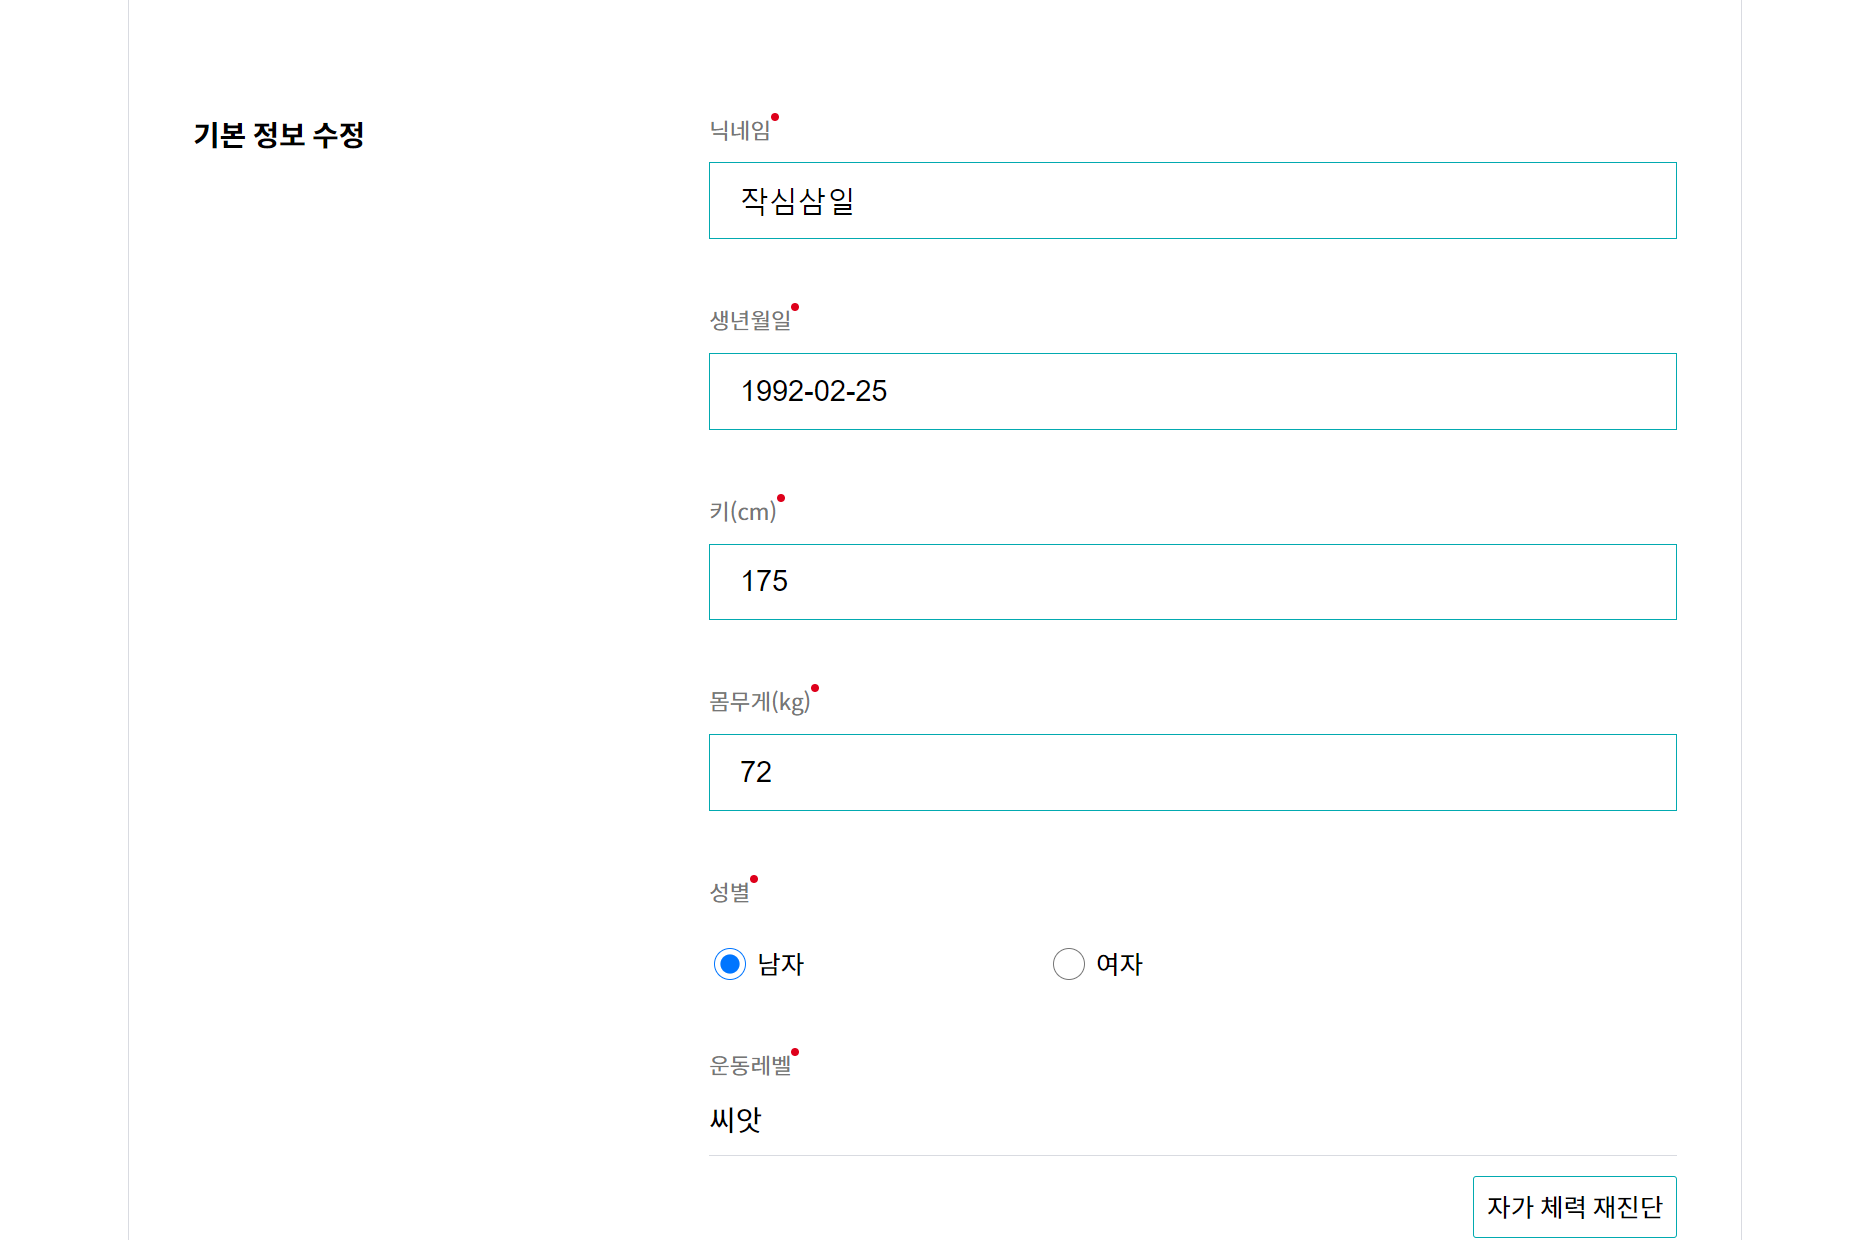 기본 정보 수정
닉네임
작심삼일
생년월일
1992-02-25
키(cm)
175
몸무게(kg)
72
성별
남자 여자
운동레벨
씨앗
자가 체력 재진단